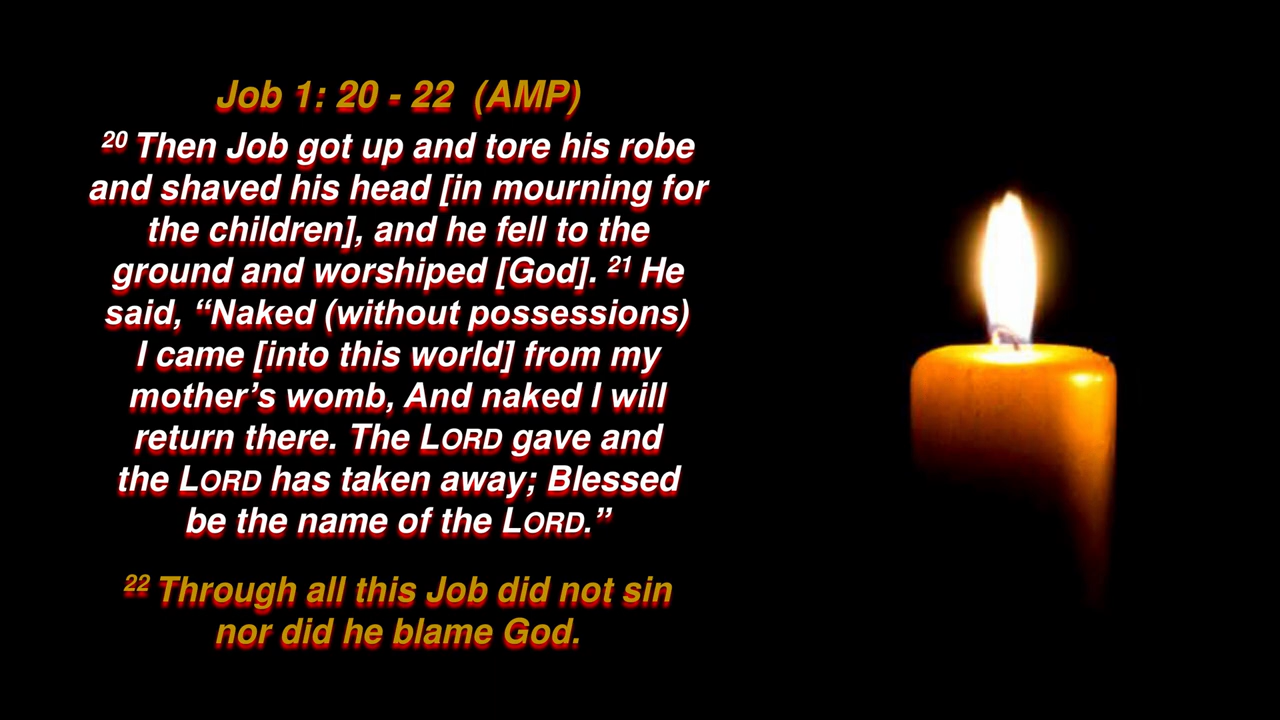 Job 1: 20 - 22 (AMP)
20 Then Job got up and tore his robe
and shaved his head [in mourning for
the children], and he fell to the
ground and worshiped [God]. 21 He
said, “Naked (without possessions)
I came [into this world] from my
mother’s womb, And naked I will
return there. The LORD gave and
the LORD has taken away; Blessed
be the name of the LORD.”
22 Through all this Job did not sin
nor did he blame God.